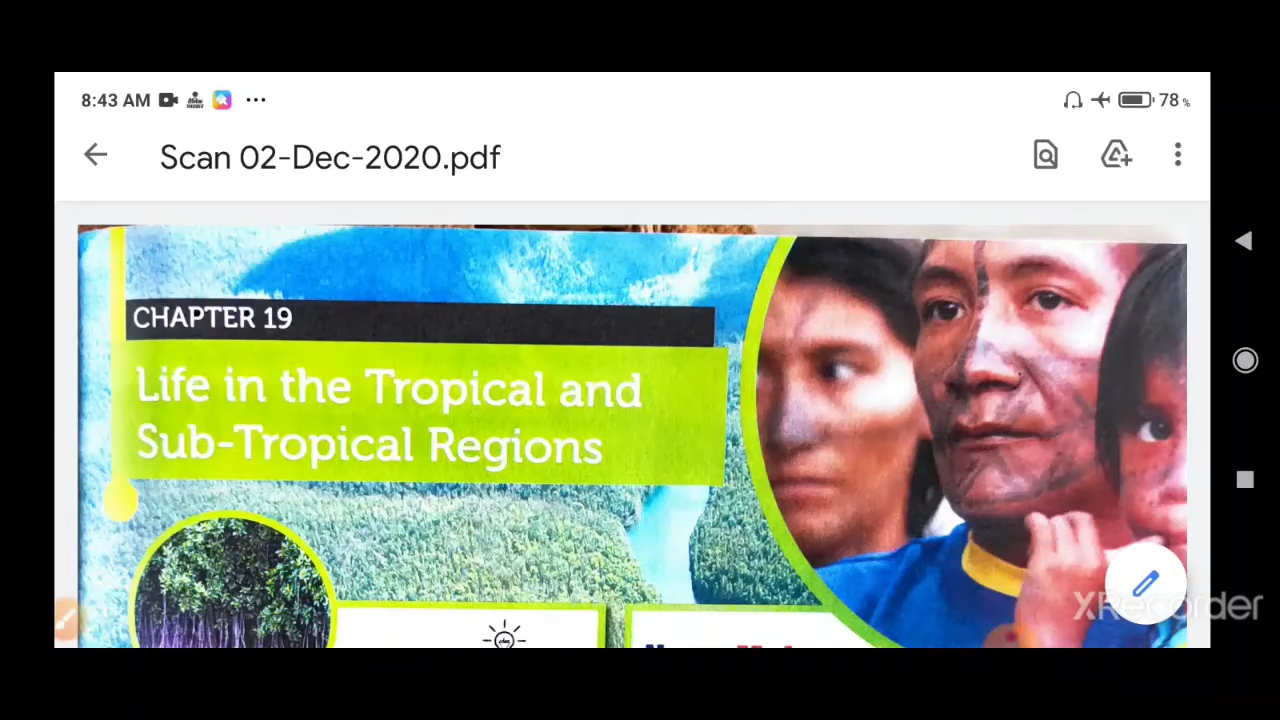 8:43 AM
78 %
Scan 02-Dec-2020.pdf
CHAPTER 19
Life in the Tropical and
Sub-Tropical Regions
XRecorder